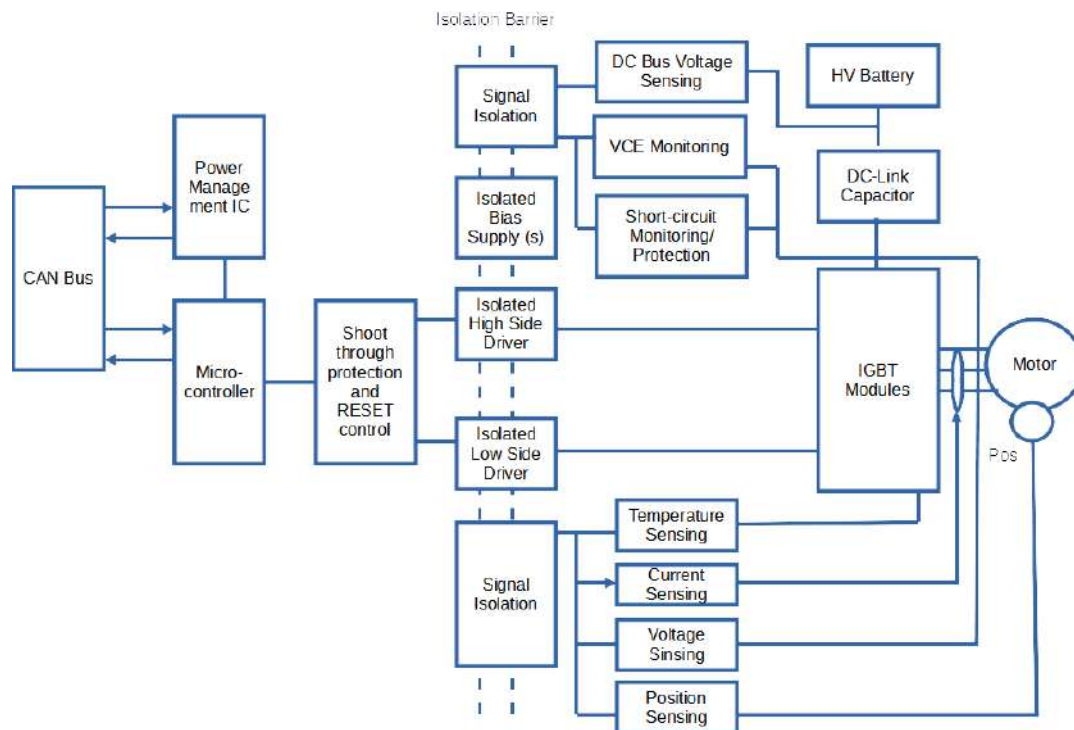 Isolation Barrier
DC Bus Voltage
Sensing
HV Battery
Signal
Isolation
Power
Manage
ment IC
VCE Monitoring
DC-Link
Capacitor
Isolated
Bias
Supply (s)
Short-circuit
Monitoring/
Protection
CAN Bus
Isolated
High Side
Driver
Shoot
through
protection
and
RESET
control
Micro-
controller
IGBT
Modules
Motor
Isolated
Low Side
Driver
Pos
Temperature
Sensing
Signal
Isolation
Current
Sensing
Voltage
Sinsing
Position
Sensing